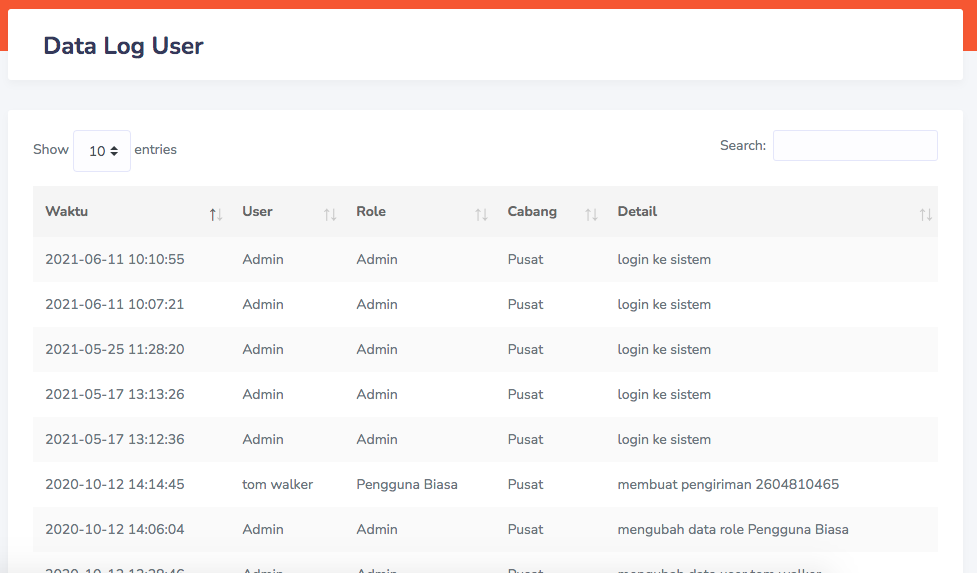 Data Log User
Show 10 entries
Search:
Waktu User Role Cabang Detail
2021-06-11 10:10:55 Admin Admin Pusat login ke sistem
2021-06-11 10:07:21 Admin Admin Pusat login ke sistem
2021-05-25 11:28:20 Admin Admin Pusat login ke sistem
2021-05-17 13:13:26 Admin Admin Pusat login ke sistem
2021-05-17 13:12:36 Admin Admin Pusat login ke sistem
2020-10-12 14:14:45 tom walker Pengguna Biasa Pusat membuat pengiriman 2604810465
2020-10-12 14:06:04 Admin Admin Pusat mengubah data role Pengguna Biasa
Admin Admin Pusat mengubah data user tom walker